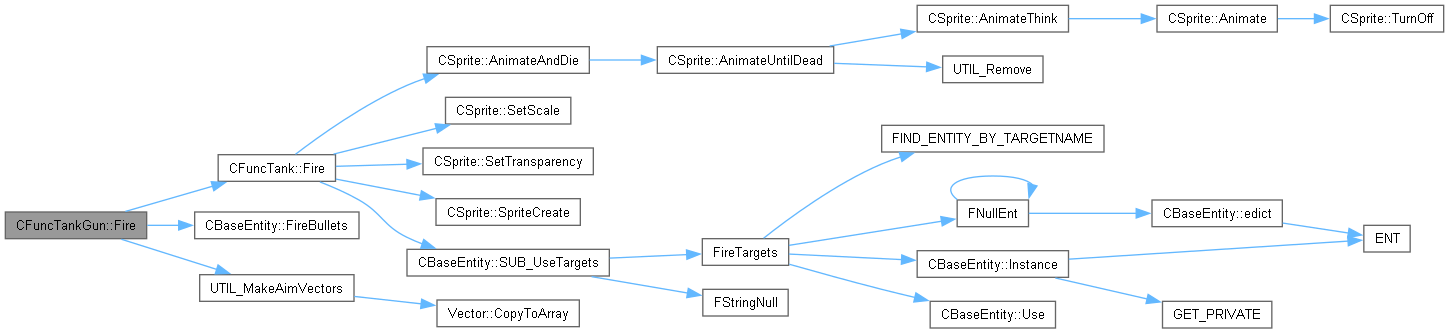 CFuncTankGun::Fire
CFuncTank::Fire
CBaseEntity::FireBullets
UTIL_MakeAimVectors
CSprite::AnimateAndDie
CSprite::SetScale
CSprite::SetTransparency
CSprite::SpriteCreate
CBaseEntity::SUB_UseTargets
Vector::CopyToArray
CSprite::AnimateUntilDead
FireTargets
FStringNull
CSprite::AnimateThink
UTIL_Remove
FIND_ENTITY_BY_TARGETNAME
FNullEnt
CBaseEntity::Instance
CBaseEntity::Use
CSprite::Animate
CBaseEntity::edict
GET_PRIVATE
CSprite::TurnOff
ENT